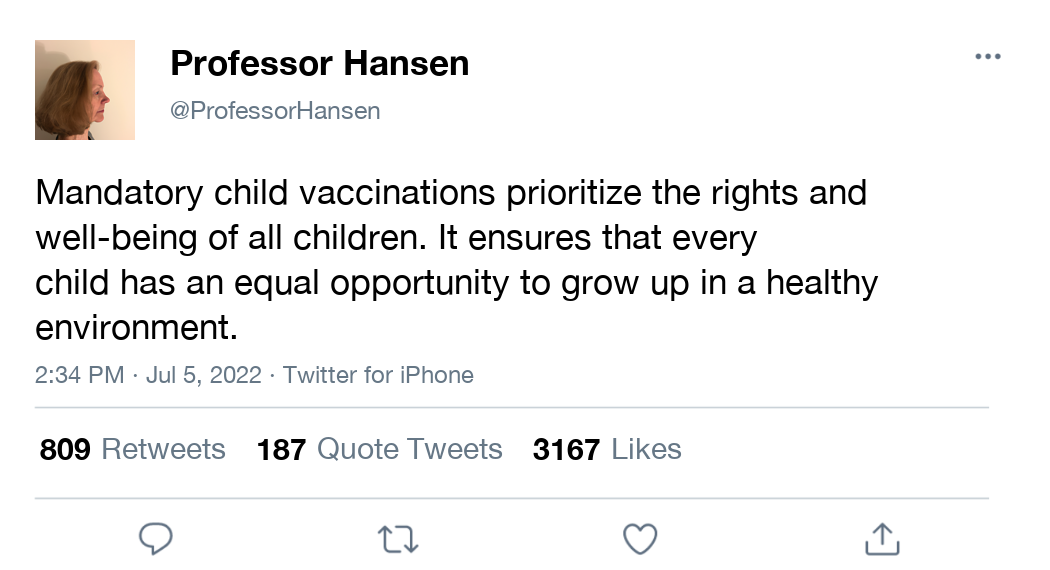 Professor Hansen
@ProfessorHansen
Mandatory child vaccinations prioritize the rights and
well-being of all children. It ensures that every
child has an equal opportunity to grow up in a healthy
environment.
2:34 PM · Jul 5, 2022 · Twitter for iPhone
809 Retweets 187 Quote Tweets 3167 Likes